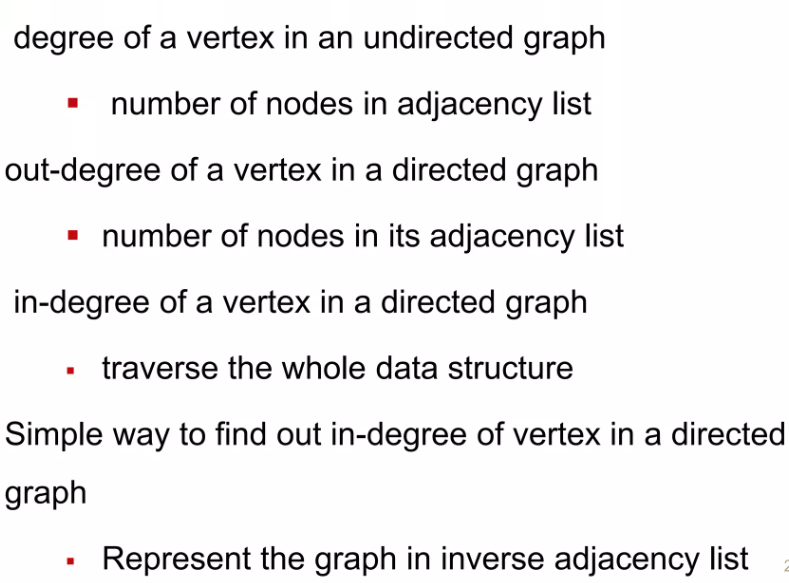 degree of a vertex in an undirected graph
▪ number of nodes in adjacency list
out-degree of a vertex in a directed graph
▪ number of nodes in its adjacency list
in-degree of a vertex in a directed graph
▪ traverse the whole data structure
Simple way to find out in-degree of vertex in a directed
graph
▪ Represent the graph in inverse adjacency list